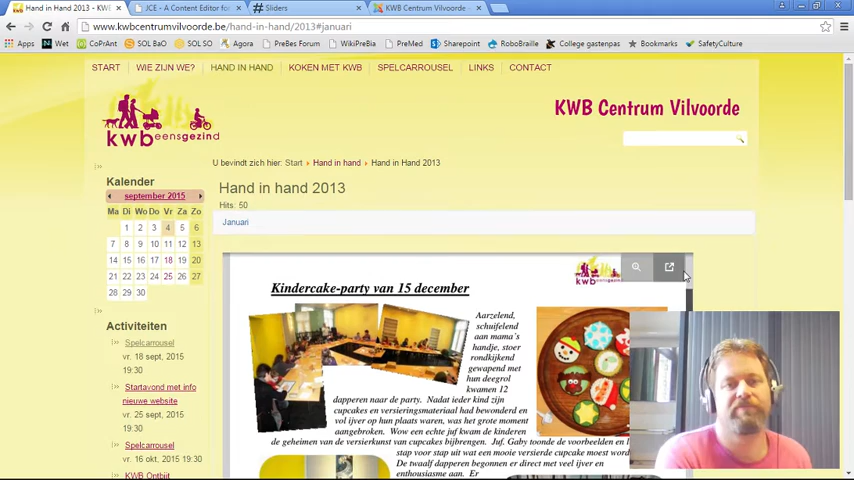 Hand in Hand 2013 - KWB
JCE - A Content Editor for
Sliders
KWB Centrum Vilvoorde
www.kwbcentrumvilvoorde.be/hand-in-hand/2013#januari
Apps NJ Wet CoPrAnt SOL BaO SOL SO Agora PreBes Forum WikiPreBia PreMed Sharepoint RoboBraille College gastenpas Bookmarks SafetyCulture
START WIE ZIJN WE? HAND IN HAND KOKEN MET KWB SPELCARROUSEL LINKS CONTACT
KWB Centrum Vilvoorde
kwb eensgezind
U bevindt zich hier: Start Hand in hand Hand in Hand 2013
Kalender
september 2015
Ma Di Wo Do Vr Za Zo
1 2 3 4 5 6
7 8 9 10 11 12 13
14 15 16 17 18 19 20
21 22 23 24 25 26 27
28 29 30
Activiteiten
Spelcarrousel
vr. 18 sept, 2015
19:30
Startavond met info
nieuwe website
vr. 25 sept, 2015
19:30
Spelcarrousel
vr. 16 okt, 2015 19:30
KWB Ontbijt
Hand in hand 2013
Hits: 50
Januari
kwb
Kindercake-party van 15 december
Aarzelend,
schuifelend
aan mama's
handje, stoer
rondkijkend
gewapend met
hun deegrol
kwamen 12
dapperen naar de party. Nadat ieder kind zijn
cupcakes en versieringsmateriaal had bewonderd en
vol ijver op hun plaats waren, was het grote moment
aangebroken. Wow een echte juf kwam de kinderen
de geheimen van de versierkunst van cupcakes bijbrengen. Juf. Gaby toonde de voorbeelden en l
stap voor stap uit wat een mooie versierde cupcake moest word
De twaalf dapperen begonnen er direct met veel ijver en
enthousiasme aan. Er